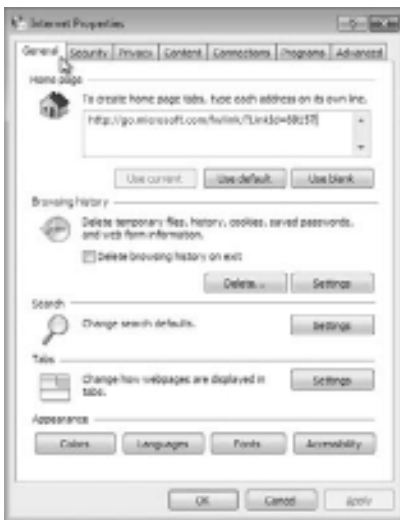 Internet Properties
General Security Privacy Content Connections Programs Advanced
Home page
To create home page tabs, type each address on its own line.
http://go.microsoft.com/fwlink/?LinkId=69157
Use current Use default Use blank
Browsing history
Delete temporary files, history, cookies, saved passwords,
and web form information.
Delete browsing history on exit
Delete... Settings
Search
Change search defaults. Settings
Tabs
Change how webpages are displayed in Settings
tabs.
Appearance
Colors Languages Fonts Accessibility
OK Cancel Apply